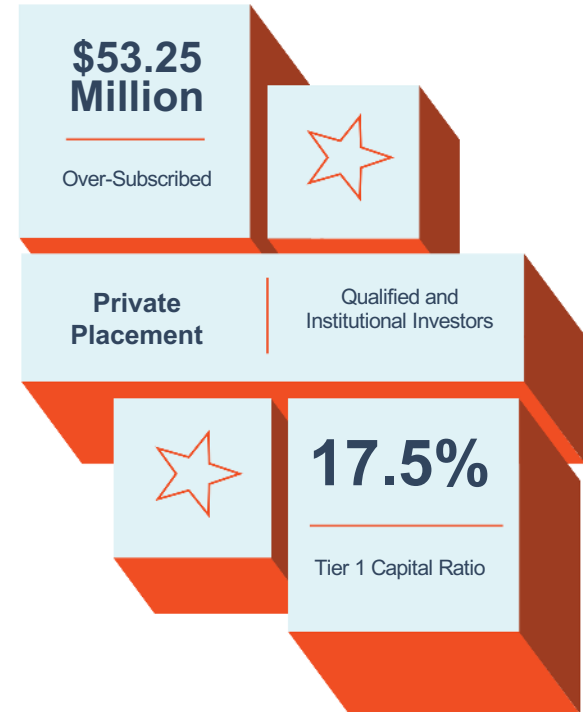 $53.25
Million
Over-Subscribed
Private
Placement
Qualified and
Institutional Investors
17.5%
Tier 1 Capital Ratio